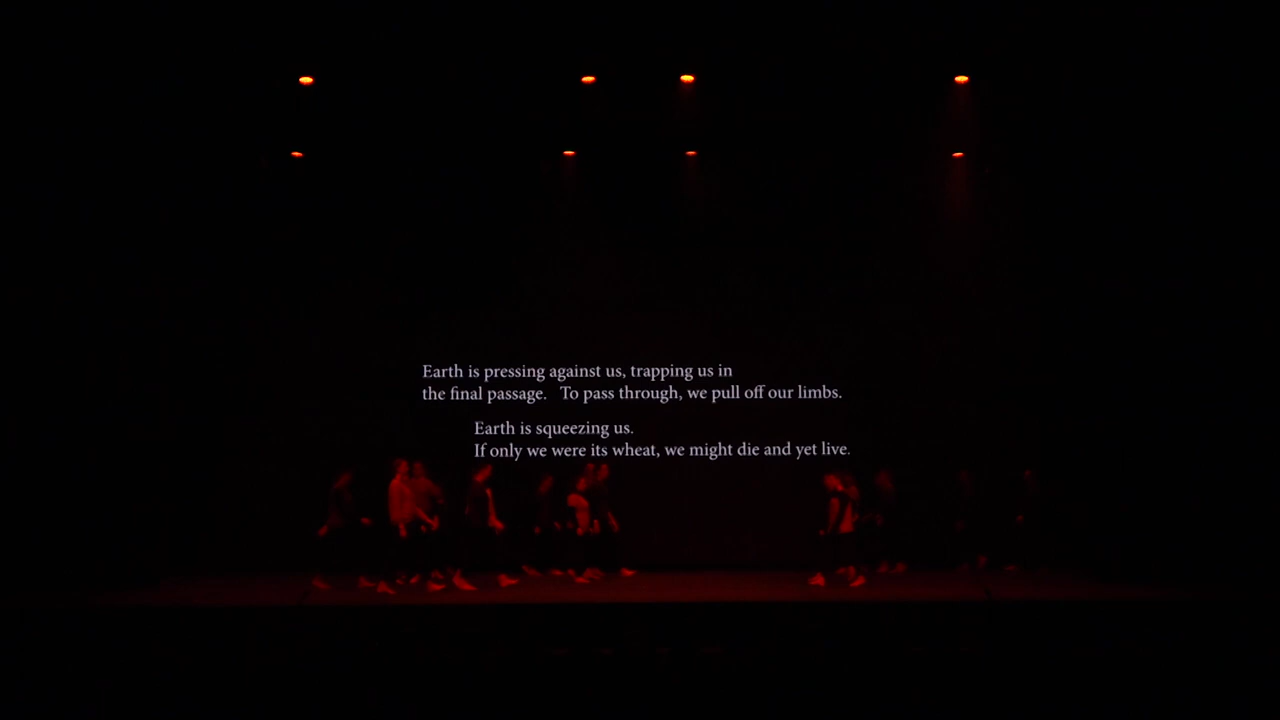 Earth is pressing against us, trapping us in
the final passage.   To pass through, we pull off our limbs.
Earth is squeezing us.
If only we were its wheat, we might die and yet live.